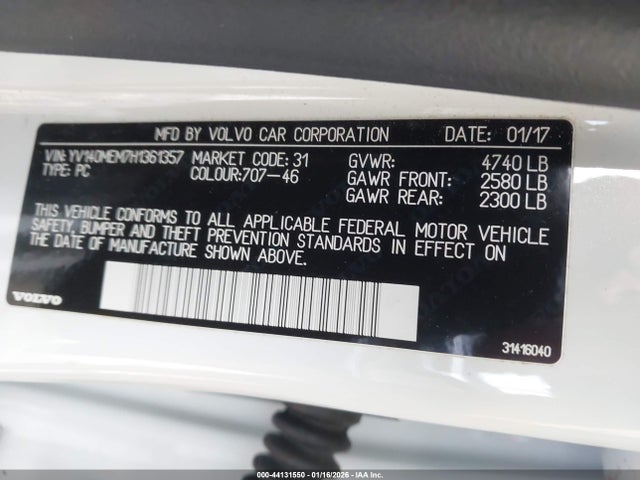 MFD BY VOLVO CAR CORPORATION DATE: 01/17
VIN: YV140MEM7H1361357 MARKET CODE: 31 GVWR: 4740 LB
TYPE: PC COLOUR:707-46 GAWR FRONT: 2580 LB
GAWR REAR: 2300 LB
THIS VEHICLE CONFORMS TO ALL APPLICABLE FEDERAL MOTOR VEHICLE
SAFETY, BUMPER AND THEFT PREVENTION STANDARDS IN EFFECT ON
THE DATE OF MANUFACTURE SHOWN ABOVE.
VOLVO
31416040
000-44131550 | 01/16/2026 | IAA Inc.